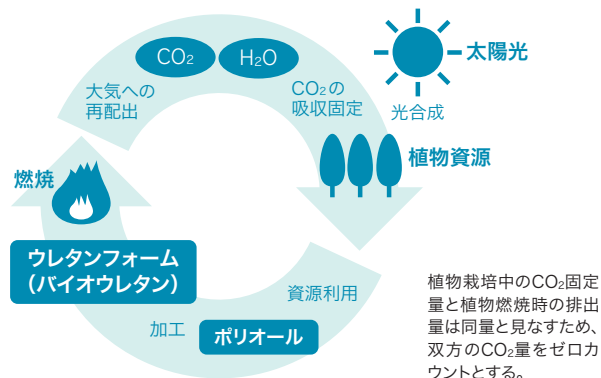 CO₂
H₂O
太陽光
大気への
再配出
CO₂の
吸収固定
光合成
植物資源
燃焼
ウレタンフォーム
（バイオウレタン）
資源利用
加工
ポリオール
植物栽培中のCO₂固定
量と植物燃焼時の排出
量は同量と見なすため、
双方のCO₂量をゼロカ
ウントとする。